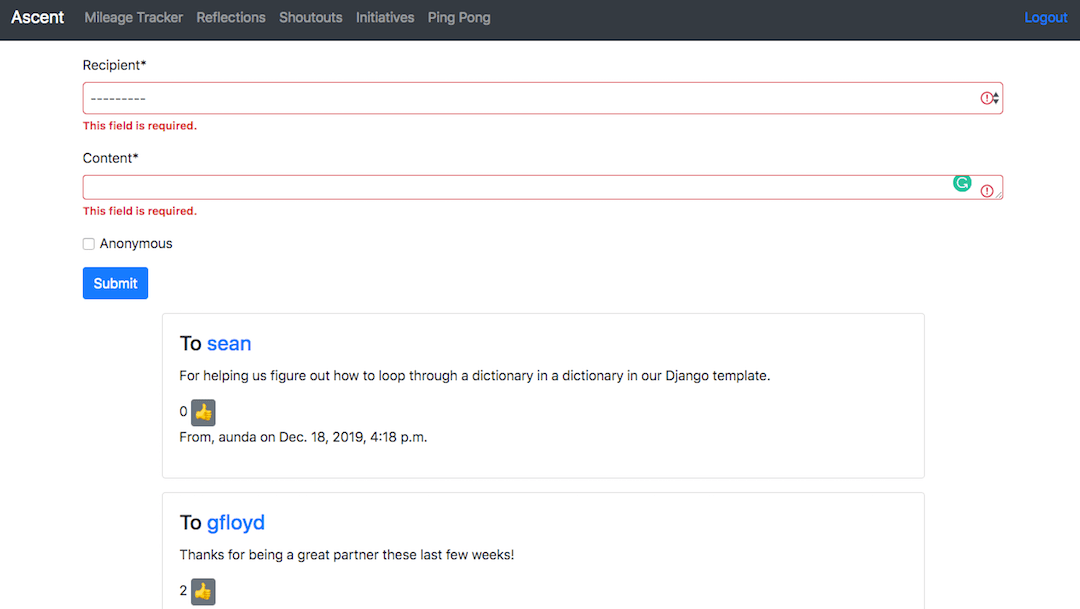 Ascent Mileage Tracker Reflections Shoutouts Initiatives Ping Pong Logout
Recipient*
---------
This field is required.
Content*
This field is required.
Anonymous
Submit
To sean
For helping us figure out how to loop through a dictionary in a dictionary in our Django template.
0
From, aunda on Dec. 18, 2019, 4:18 p.m.
To gfloyd
Thanks for being a great partner these last few weeks!
2